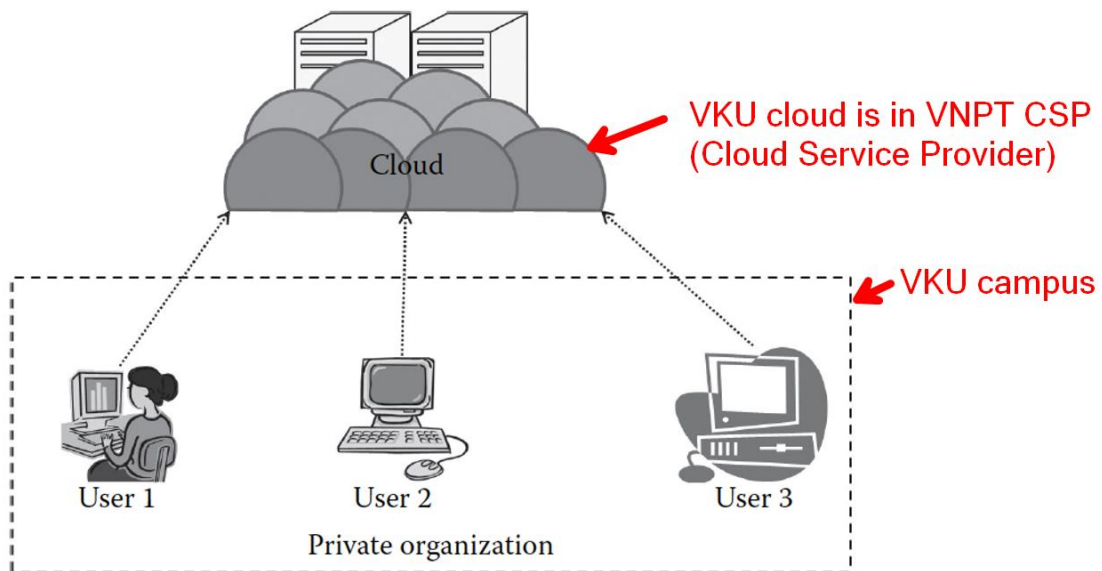 Cloud
VKU cloud is in VNPT CSP
(Cloud Service Provider)
VKU campus
User 1
User 2
User 3
Private organization